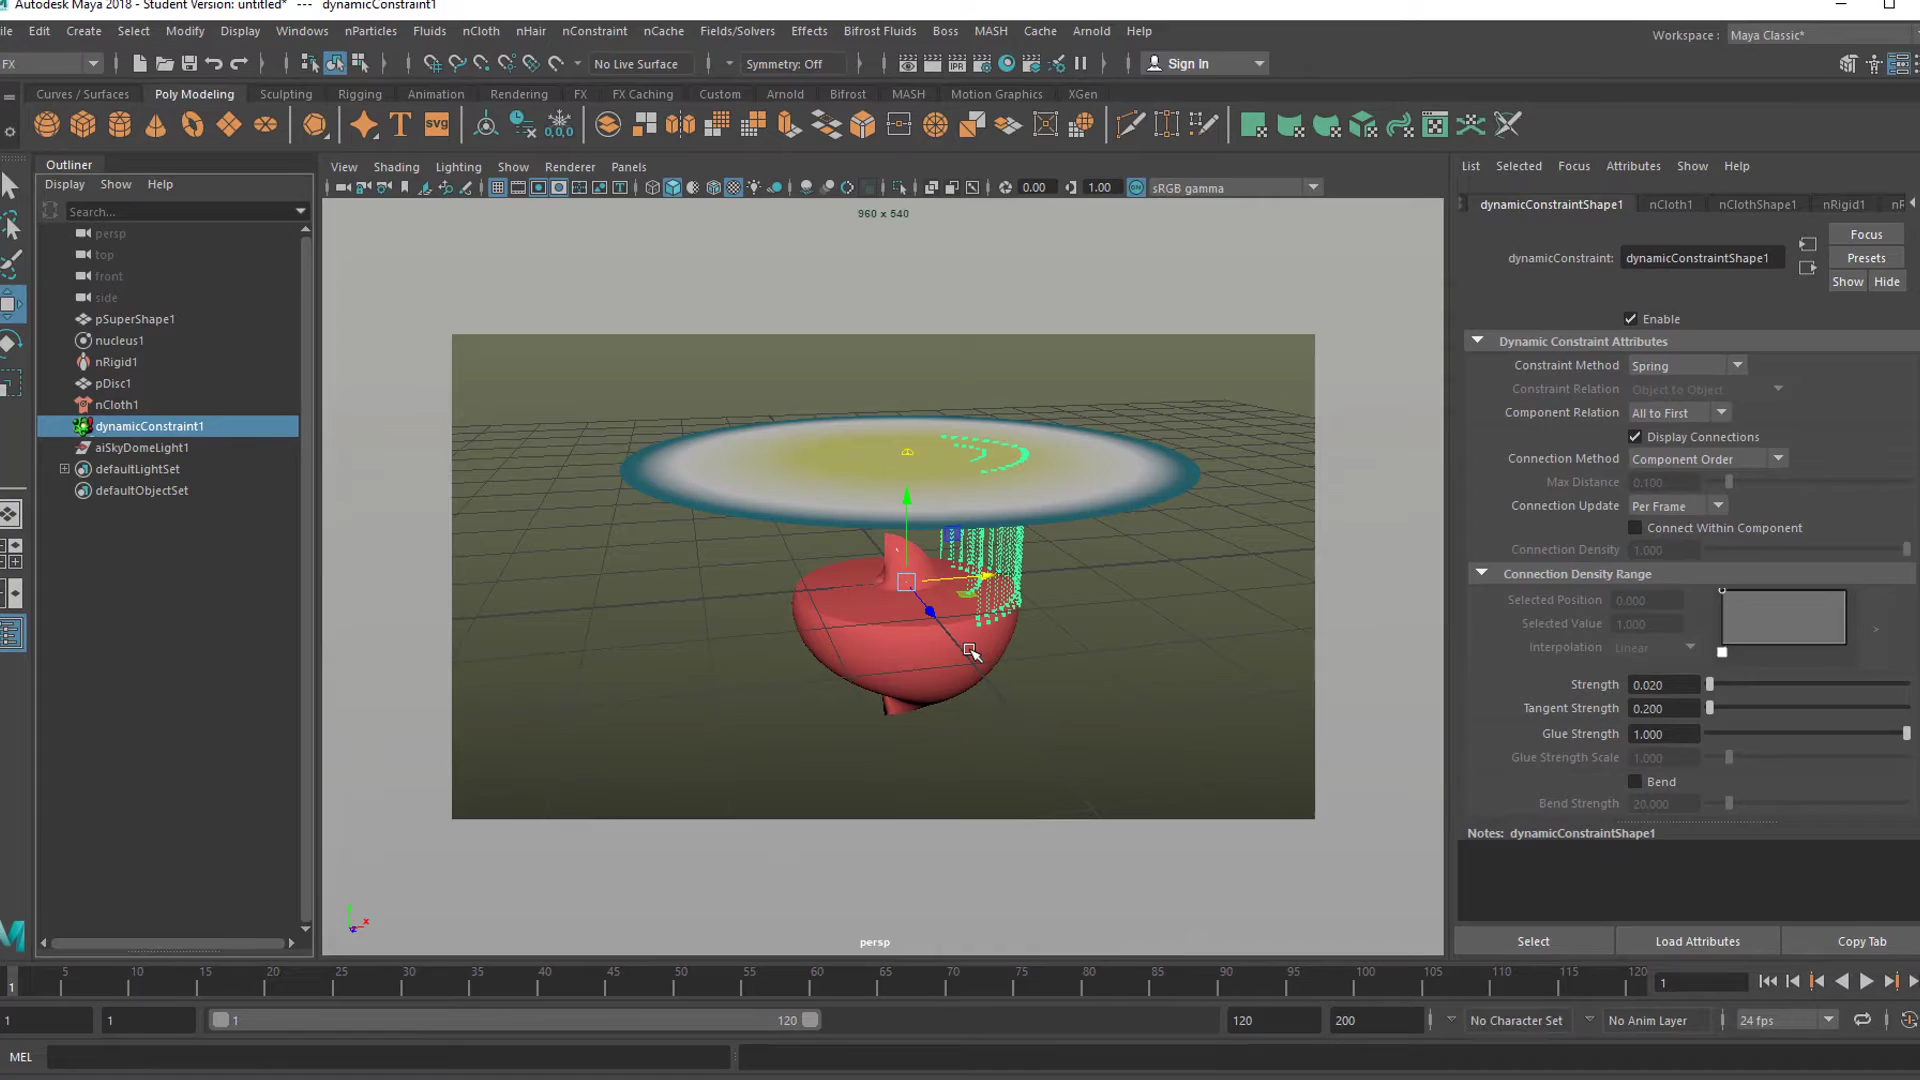 Autodesk Maya 2018 - Student Version: untitled* --- dynamicConstraint1
ile Edit Create Select Modify Display Windows nParticles Fluids nCloth nHair nConstraint nCache Fields/Solvers Effects Bifrost Fluids Boss MASH Cache Arnold Help
Workspace : Maya Classic*
FX
No Live Surface
Symmetry: Off
IPR
Sign In
Curves / Surfaces Poly Modeling Sculpting Rigging Animation Rendering FX FX Caching Custom Arnold Bifrost MASH Motion Graphics XGen
T SVG 0,0,0
Outliner
Display Show Help
Search...
persp
top
front
side
pSuperShape1
nucleus1
nRigid1
pDisc1
nCloth1
dynamicConstraint1
aiSkyDomeLight1
defaultLightSet
defaultObjectSet
View Shading Lighting Show Renderer Panels
0.00 1.00 ON sRGB gamma
960 x 540
persp
x
List Selected Focus Attributes Show Help
dynamicConstraintShape1 nCloth1 nClothShape1 nRigid1 nR
dynamicConstraint: dynamicConstraintShape1
Focus
Presets
Show Hide
Enable
Dynamic Constraint Attributes
Constraint Method Spring
Constraint Relation Object to Object
Component Relation All to First
Display Connections
Connection Method Component Order
Max Distance 0.100
Connection Update Per Frame
Connect Within Component
Connection Density 1.000
Connection Density Range
Selected Position 0.000
Selected Value 1.000
Interpolation Linear
>
Strength 0.020
Tangent Strength 0.200
Glue Strength 1.000
Glue Strength Scale 1.000
Bend
Bend Strength 20.000
Notes: dynamicConstraintShape1
Select Load Attributes Copy Tab
1 5 10 15 20 25 30 35 40 45 50 55 60 65 70 75 80 85 90 95 100 105 110 115 120
1
1 1 1 120 120 200 No Character Set No Anim Layer 24 fps
MEL